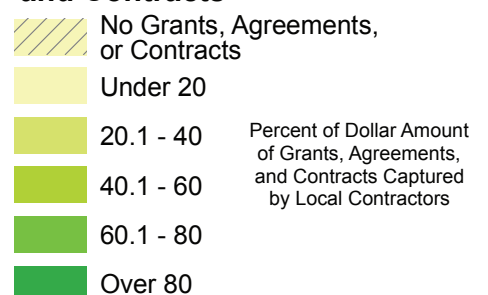 and Contracts
No Grants, Agreements,
or Contracts
Under 20
20.1 - 40
40.1 - 60
60.1 - 80
Over 80
Percent of Dollar Amount
of Grants, Agreements,
and Contracts Captured
by Local Contractors